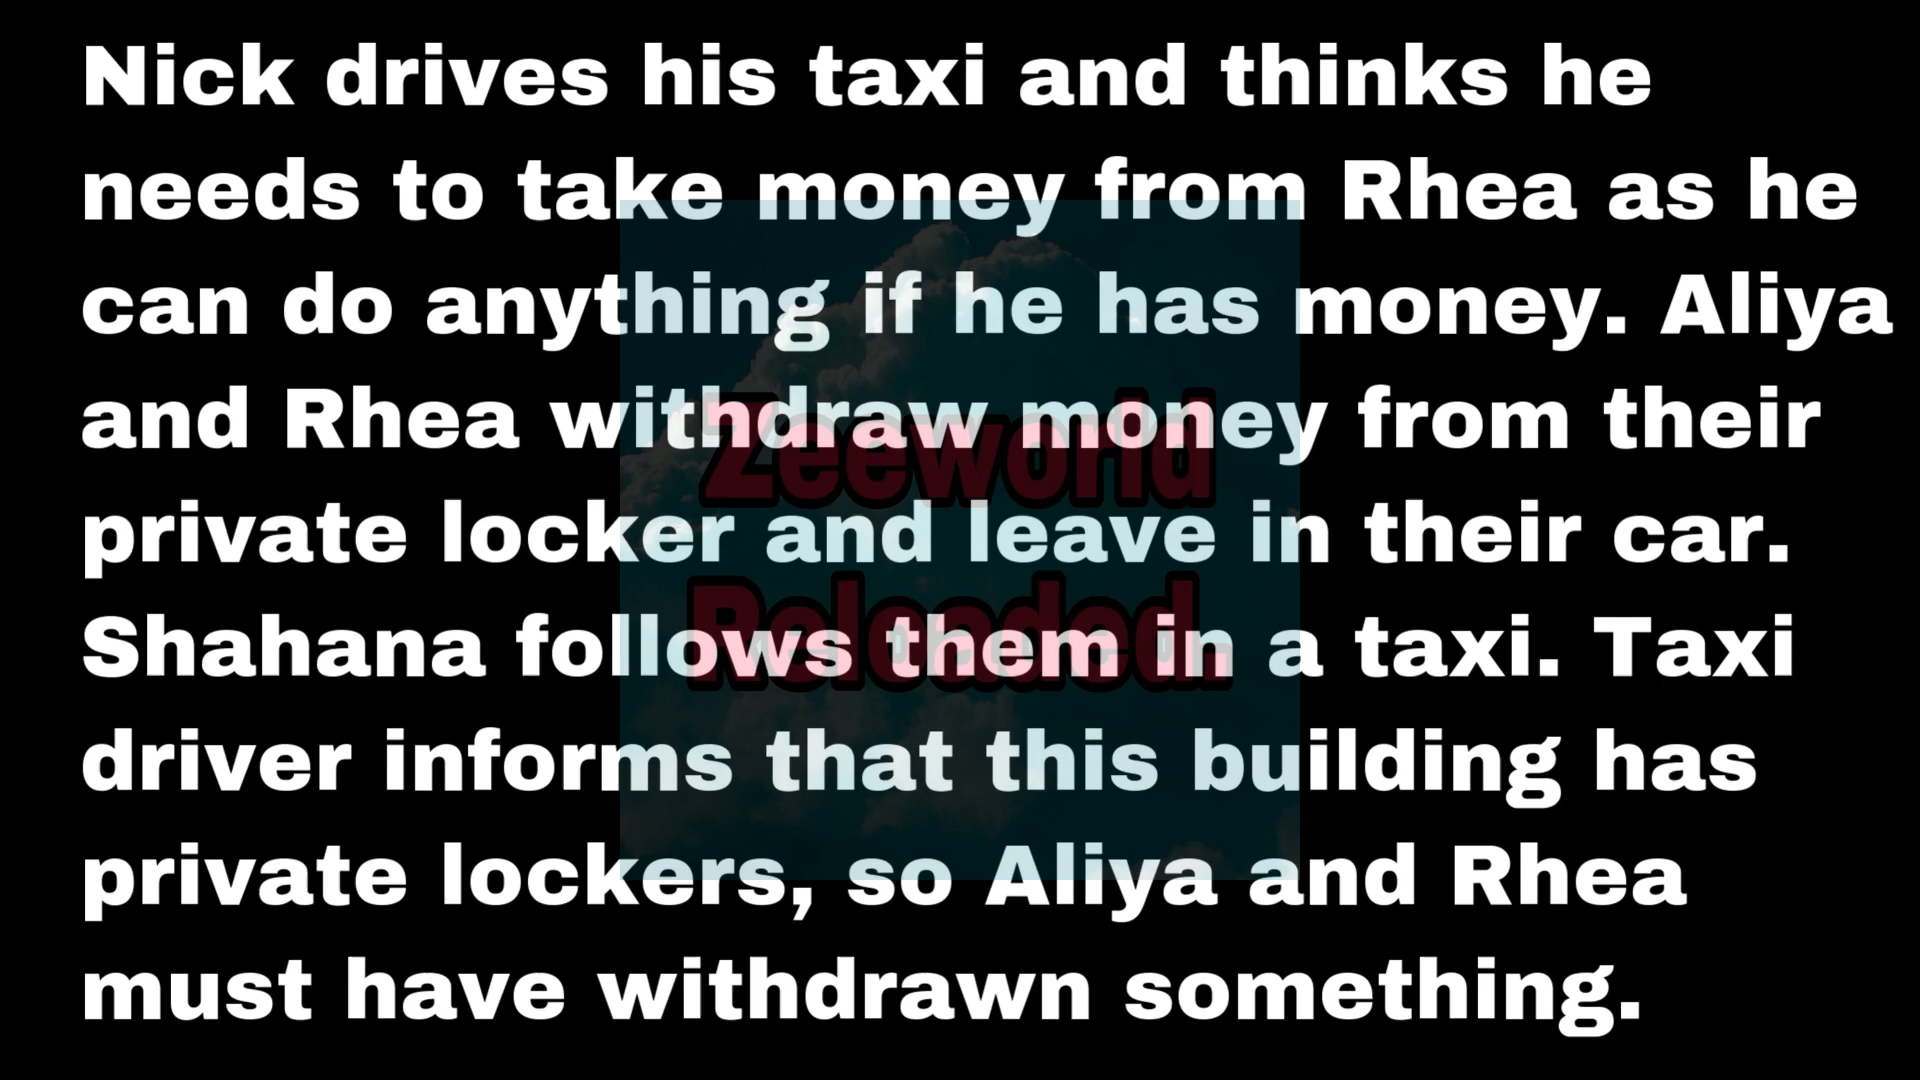 Nick drives his taxi and thinks he
needs to take money from Rhea as he
can do anything if he has money. Aliya
and Rhea withdraw money from their
private locker and leave in their car.
Shahana follows them in a taxi. Taxi
driver informs that this building has
private lockers, so Aliya and Rhea
must have withdrawn something.
Zeeworld
Reloaded.